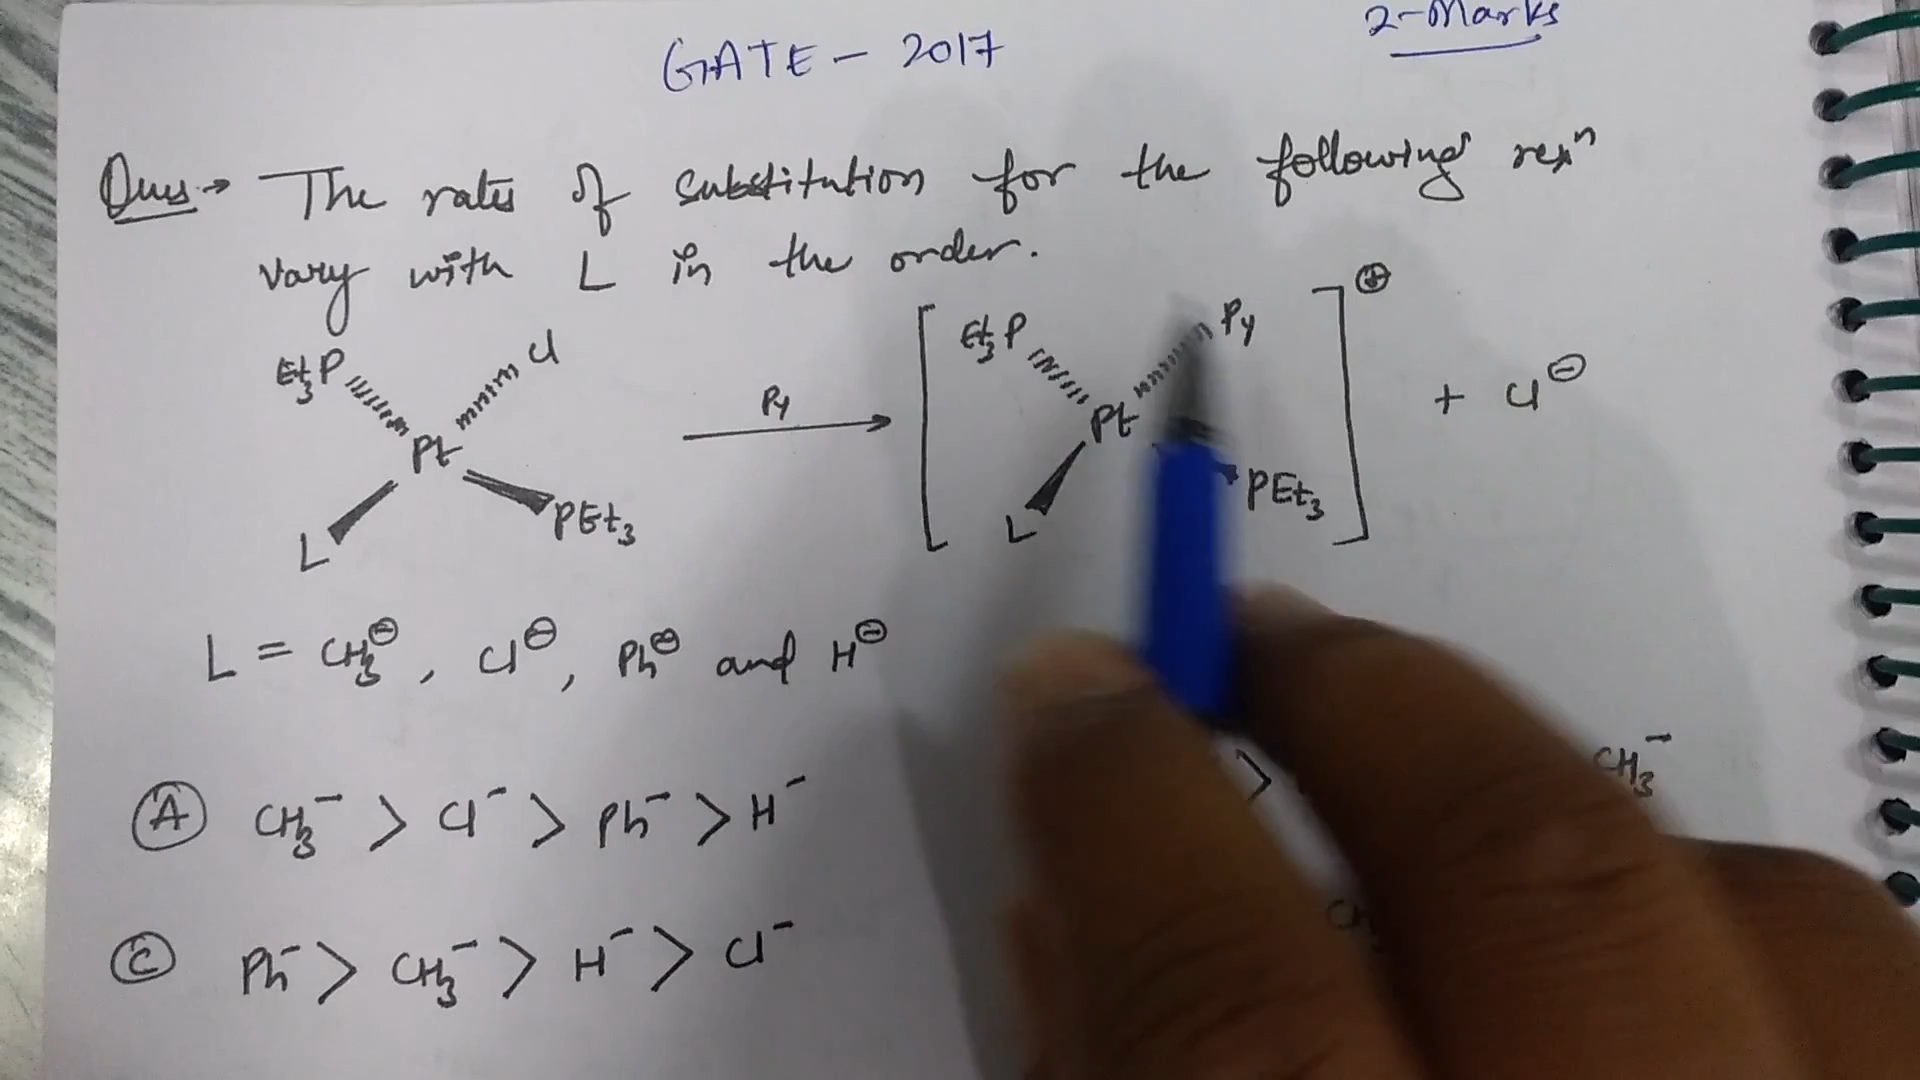 2-Marks
GATE - 2017
Ques → The rates of substitution for the following rexⁿ
vary with L in the order.
Et₃P Cl Pt L PEt₃ Py → [ Et₃P Py Pt L PEt₃ ]⊕ + Cl⊖
L = CH₃⊖, Cl⊖, Ph⊖ and H⊖
(A) CH₃⁻ > Cl⁻ > Ph⁻ > H⁻
> CH₃⁻
(C) Ph⁻ > CH₃⁻ > H⁻ > Cl⁻